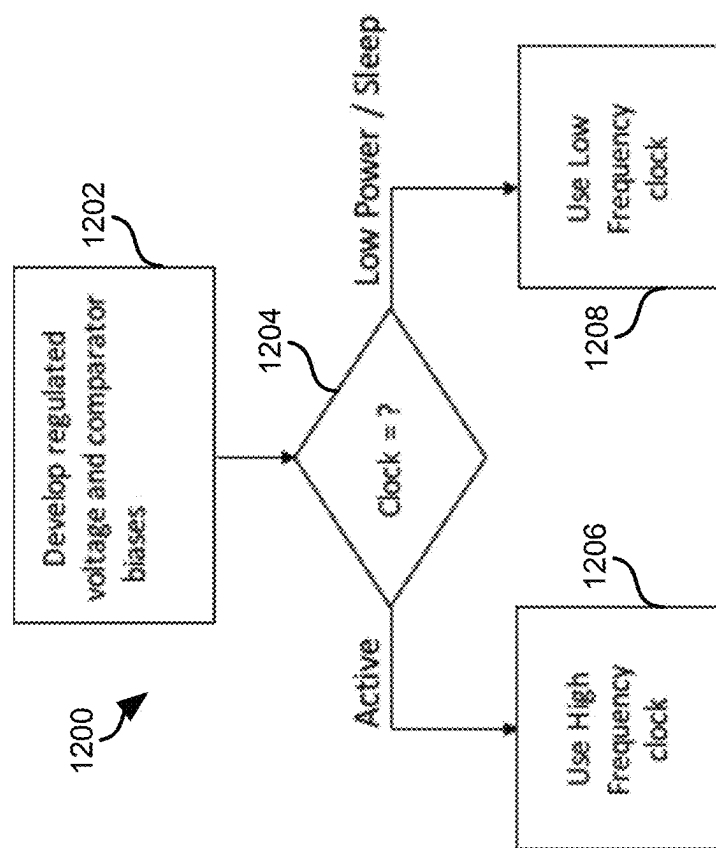 1200
Develop regulated
voltage and comparator
biases
1202
1204
Clock = ?
Active
Low Power / Sleep
Use High
Frequency
clock
1206
Use Low
Frequency
clock
1208